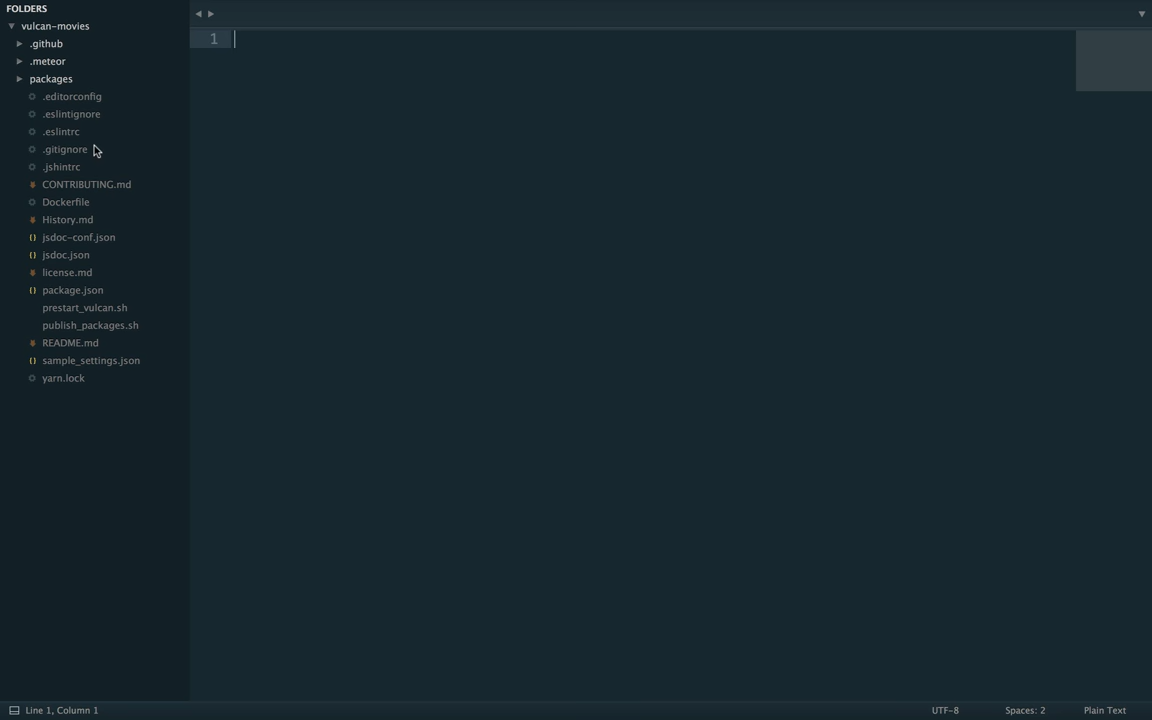 FOLDERS
vulcan-movies
.github
.meteor
packages
.editorconfig
.eslintignore
.eslintrc
.gitignore
.jshintrc
CONTRIBUTING.md
Dockerfile
History.md
jsdoc-conf.json
jsdoc.json
license.md
package.json
prestart_vulcan.sh
publish_packages.sh
README.md
sample_settings.json
yarn.lock
1
Line 1, Column 1
UTF-8
Spaces: 2
Plain Text